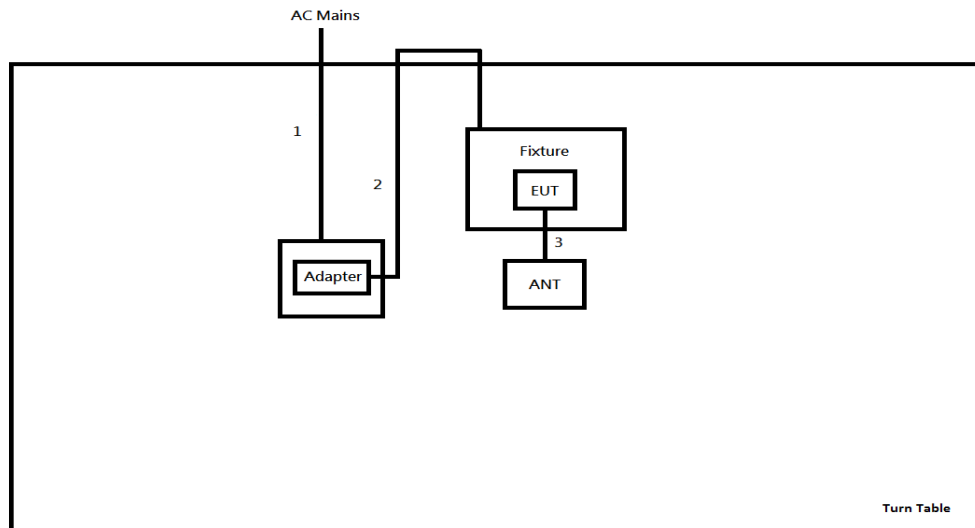 AC Mains
1
Fixture
2
EUT
3
Adapter
ANT
Turn Table